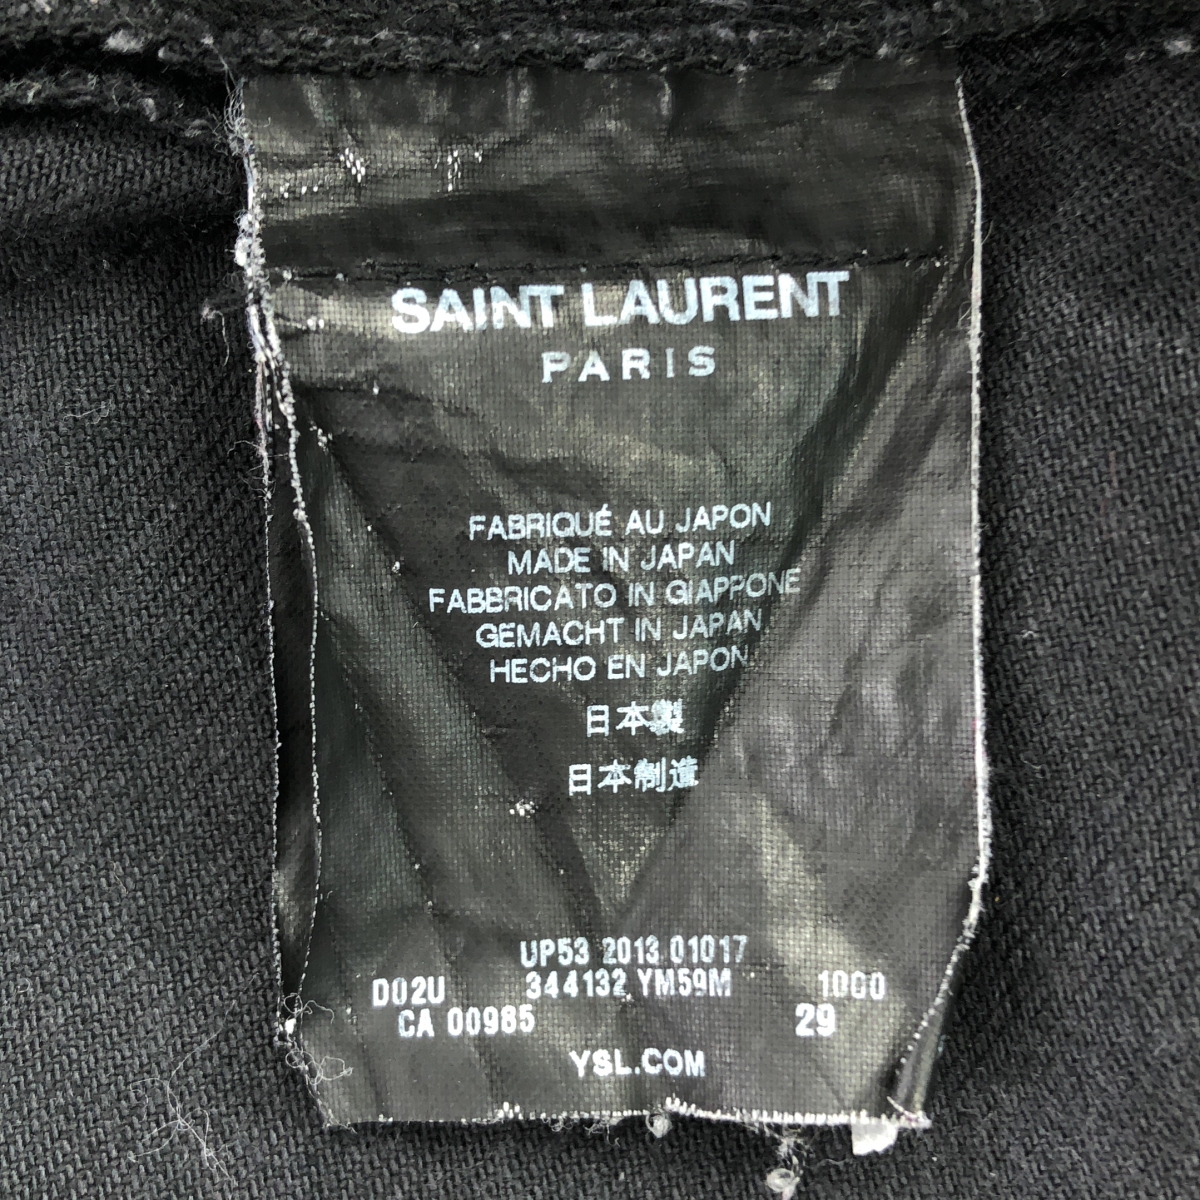 SAINT LAURENT
PARIS
FABRIQUÉ AU JAPON
MADE IN JAPAN
FABBRICATO IN GIAPPONE
GEMACHT IN JAPAN
HECHO EN JAPON
日本製
日本制造
UP53 2013 01017
D02U 344132 YM59M 1000
CA 00985 29
YSL.COM